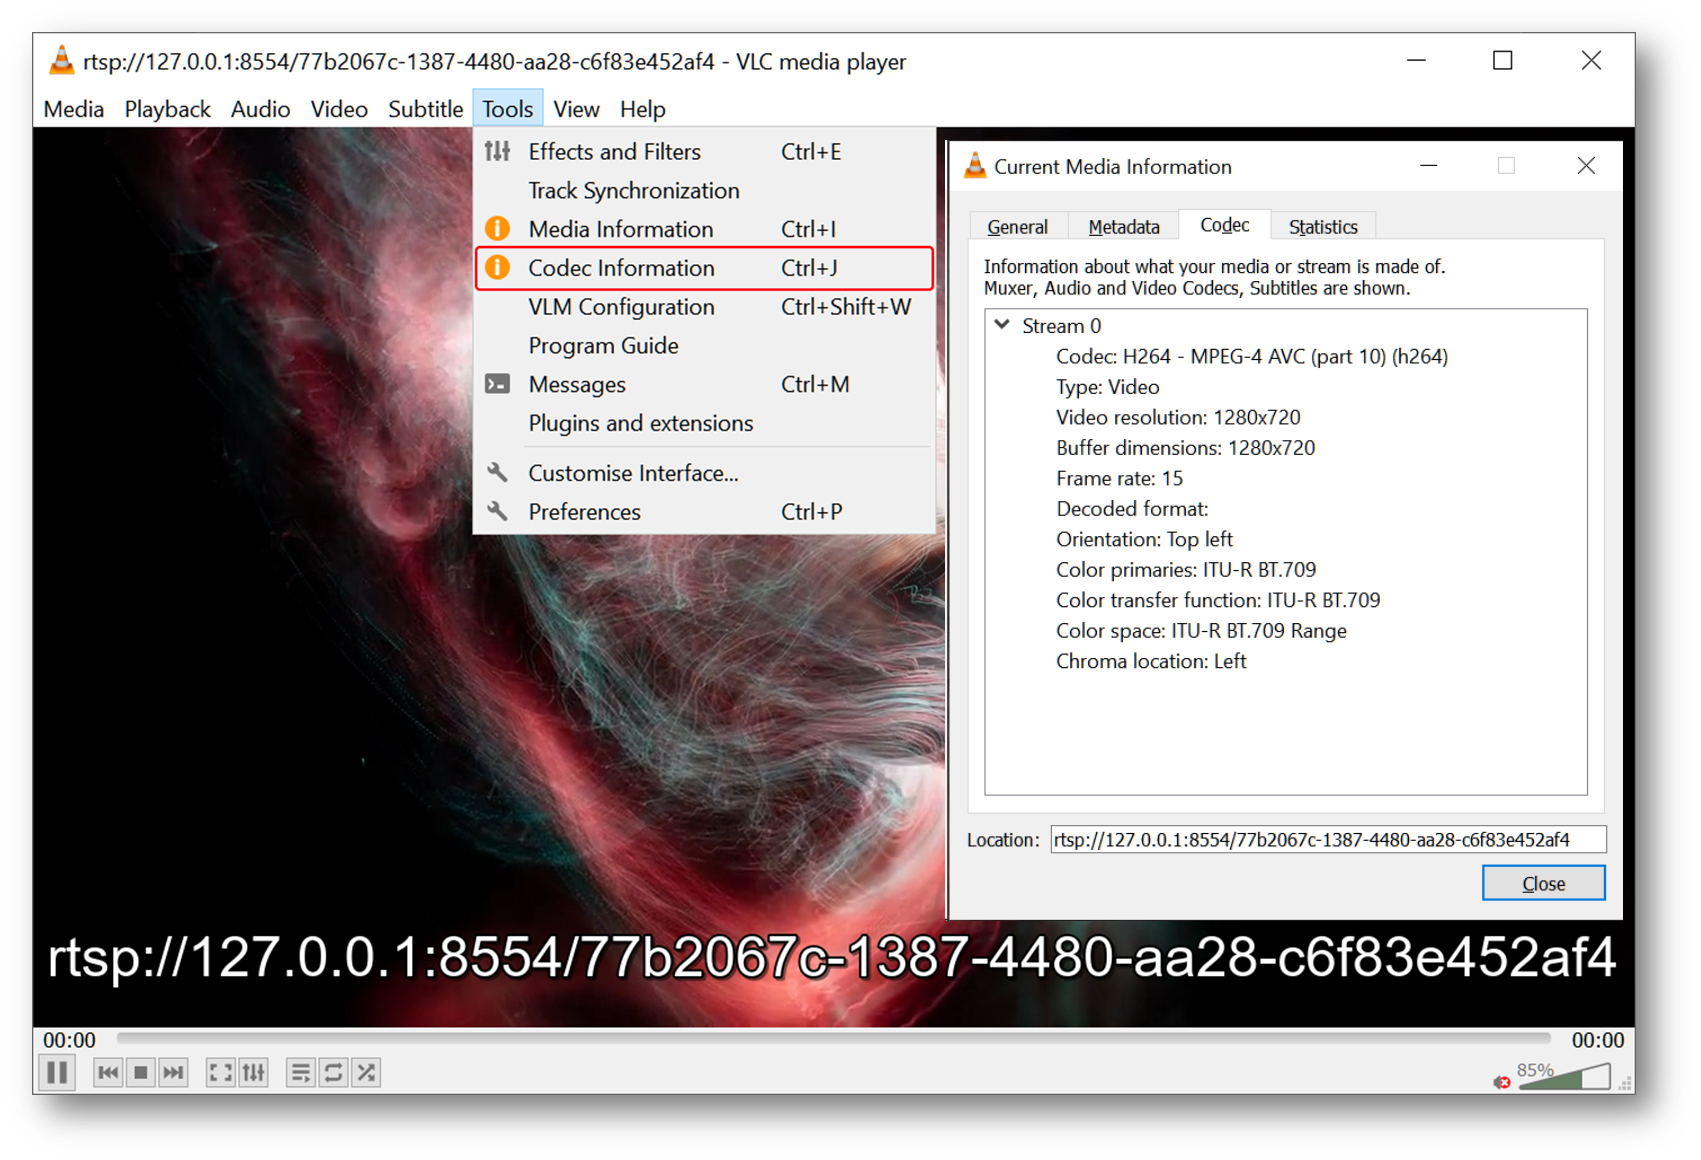 rtsp://127.0.0.1:8554/77b2067c-1387-4480-aa28-c6f83e452af4 - VLC media player
Media Playback Audio Video Subtitle Tools View Help
Effects and Filters Ctrl+E
Track Synchronization
Media Information Ctrl+I
Codec Information Ctrl+J
VLM Configuration Ctrl+Shift+W
Program Guide
Messages Ctrl+M
Plugins and extensions
Customise Interface...
Preferences Ctrl+P
Current Media Information
General Metadata Codec Statistics
Information about what your media or stream is made of.
Muxer, Audio and Video Codecs, Subtitles are shown.
Stream 0
Codec: H264 - MPEG-4 AVC (part 10) (h264)
Type: Video
Video resolution: 1280x720
Buffer dimensions: 1280x720
Frame rate: 15
Decoded format:
Orientation: Top left
Color primaries: ITU-R BT.709
Color transfer function: ITU-R BT.709
Color space: ITU-R BT.709 Range
Chroma location: Left
Location: rtsp://127.0.0.1:8554/77b2067c-1387-4480-aa28-c6f83e452af4
Close
rtsp://127.0.0.1:8554/77b2067c-1387-4480-aa28-c6f83e452af4
00:00 00:00
85%